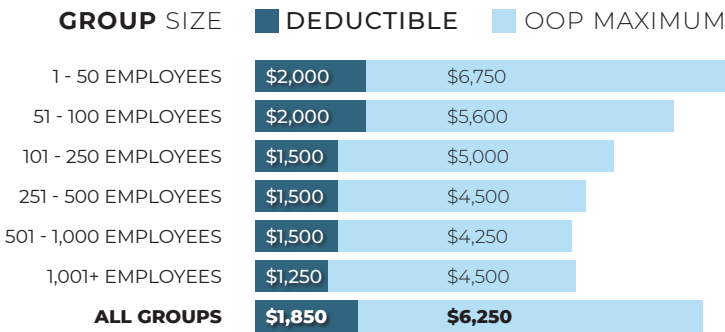 GROUP SIZE DEDUCTIBLE OOP MAXIMUM
1 - 50 EMPLOYEES $2,000 $6,750
51 - 100 EMPLOYEES $2,000 $5,600
101 - 250 EMPLOYEES $1,500 $5,000
251 - 500 EMPLOYEES $1,500 $4,500
501 - 1,000 EMPLOYEES $1,500 $4,250
1,001+ EMPLOYEES $1,250 $4,500
ALL GROUPS $1,850 $6,250